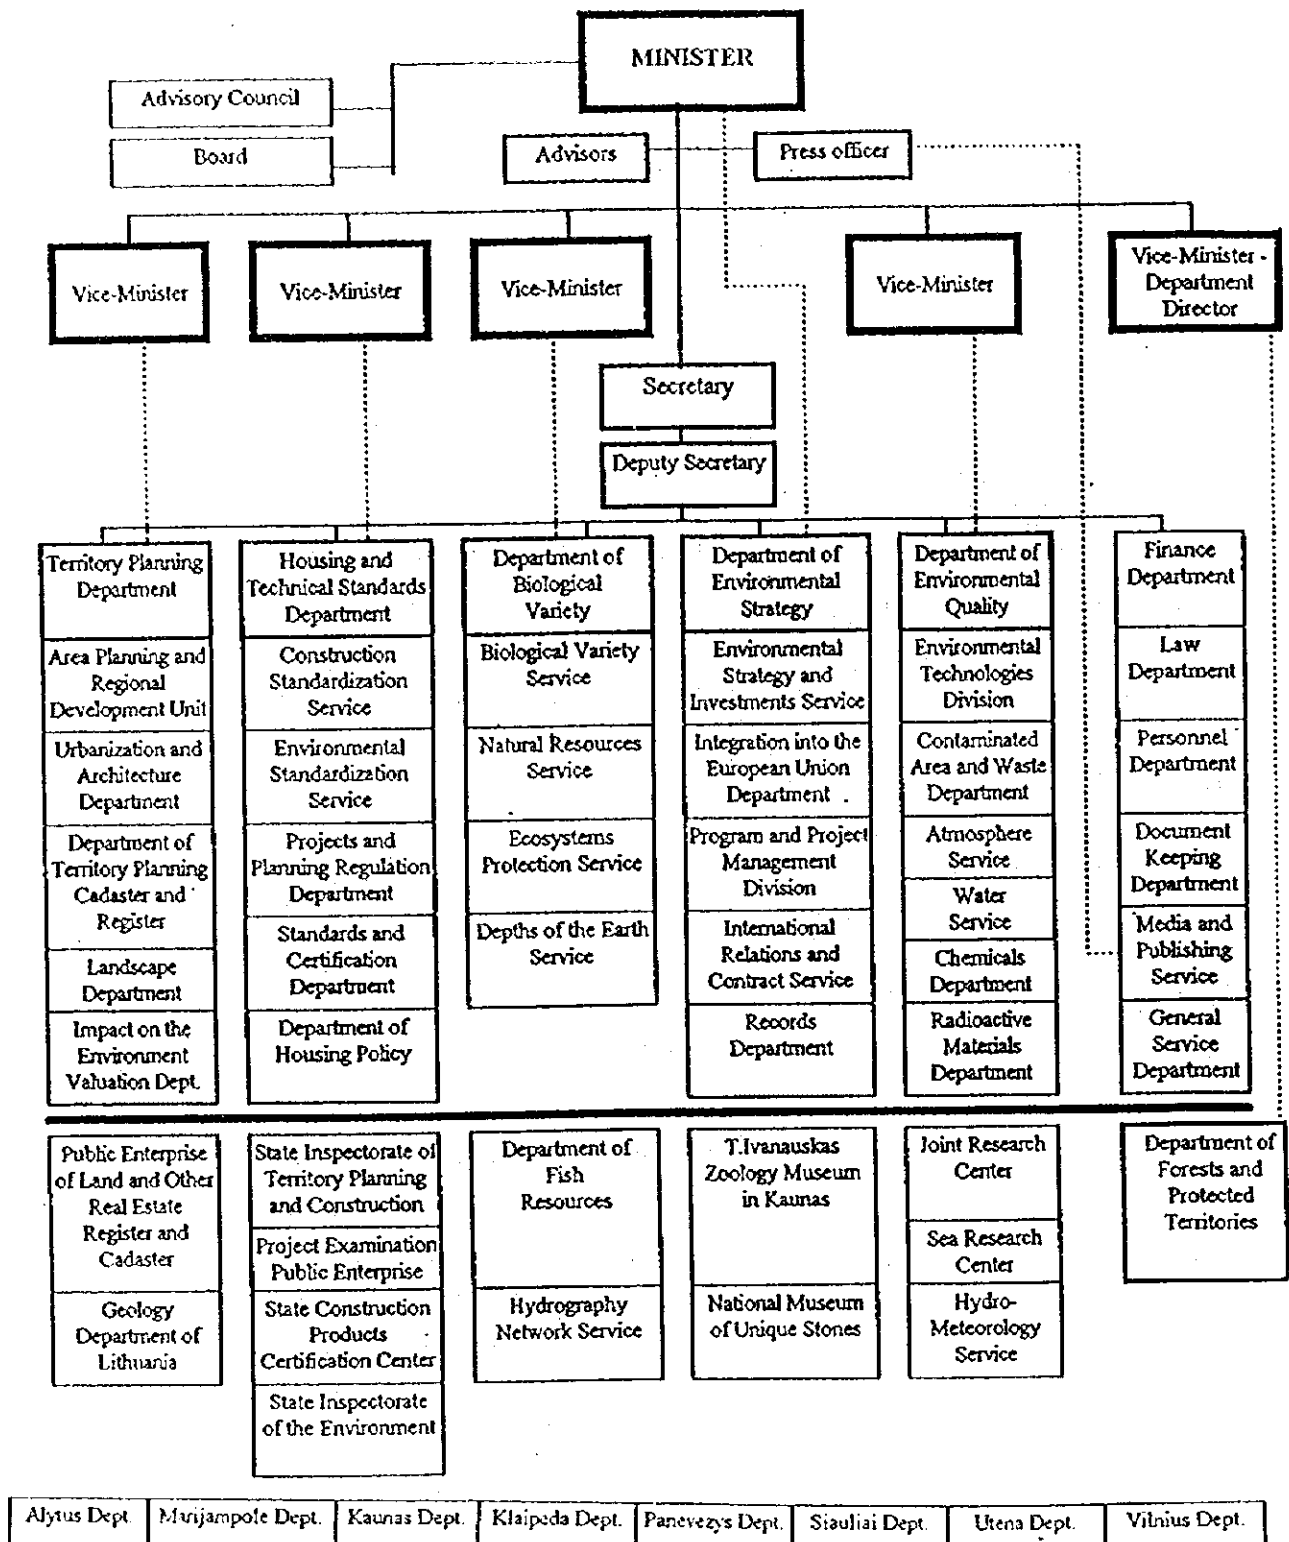 MINISTER
Advisory Council
Board
Advisors
Press officer
Vice-Minister
Vice-Minister
Vice-Minister
Vice-Minister
Vice-Minister -
Department
Director
Secretary
Deputy Secretary
Territory Planning
Department
Area Planning and
Regional
Development Unit
Urbanization and
Architecture
Department
Department of
Territory Planning
Cadaster and
Register
Landscape
Department
Impact on the
Environment
Valuation Dept.
Housing and
Technical Standards
Department
Construction
Standardization
Service
Environmental
Standardization
Service
Projects and
Planning Regulation
Department
Standards and
Certification
Department
Department of
Housing Policy
Department of
Biological
Variety
Biological Variety
Service
Natural Resources
Service
Ecosystems
Protection Service
Depths of the Earth
Service
Department of
Environmental
Strategy
Environmental
Strategy and
Investments Service
Integration into the
European Union
Department
Program and Project
Management
Division
International
Relations and
Contract Service
Records
Department
Department of
Environmental
Quality
Environmental
Technologies
Division
Contaminated
Area and Waste
Department
Atmosphere
Service
Water
Service
Chemicals
Department
Radioactive
Materials
Department
Finance
Department
Law
Department
Personnel
Department
Document
Keeping
Department
Media and
Publishing
Service
General
Service
Department
Public Enterprise
of Land and Other
Real Estate
Register and
Cadaster
Geology
Department of
Lithuania
State Inspectorate of
Territory Planning
and Construction
Project Examination
Public Enterprise
State Construction
Products
Certification Center
State Inspectorate
of the Environment
Department of
Fish
Resources
Hydrography
Network Service
T.Ivanauskas
Zoology Museum
in Kaunas
National Museum
of Unique Stones
Joint Research
Center
Sea Research
Center
Hydro-
Meteorology
Service
Department of
Forests and
Protected
Territories
Alytus Dept.
Marijampole Dept.
Kaunas Dept.
Klaipeda Dept.
Panevezys Dept.
Siauliai Dept.
Utena Dept.
Vilnius Dept.